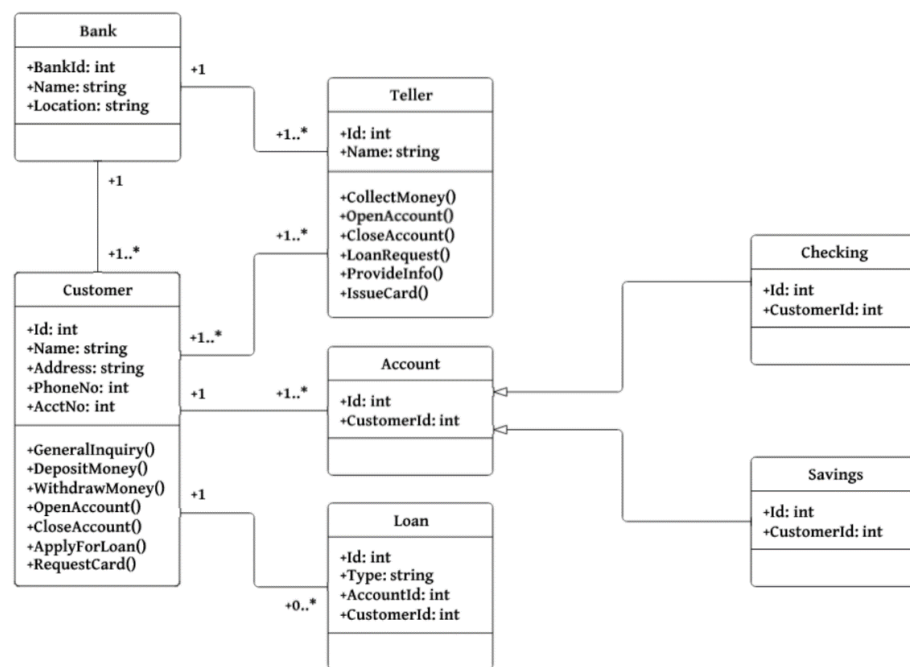 Bank
+BankId: int
+Name: string
+Location: string
+1
+1..*
+1
+1..*
Teller
+Id: int
+Name: string
+CollectMoney()
+OpenAccount()
+CloseAccount()
+LoanRequest()
+ProvideInfo()
+IssueCard()
Customer
+Id: int
+Name: string
+Address: string
+PhoneNo: int
+AcctNo: int
+GeneralInquiry()
+DepositMoney()
+WithdrawMoney()
+OpenAccount()
+CloseAccount()
+ApplyForLoan()
+RequestCard()
+1..*
+1..*
+1
+1..*
+1
+0..*
Account
+Id: int
+CustomerId: int
Loan
+Id: int
+Type: string
+AccountId: int
+CustomerId: int
Checking
+Id: int
+CustomerId: int
Savings
+Id: int
+CustomerId: int